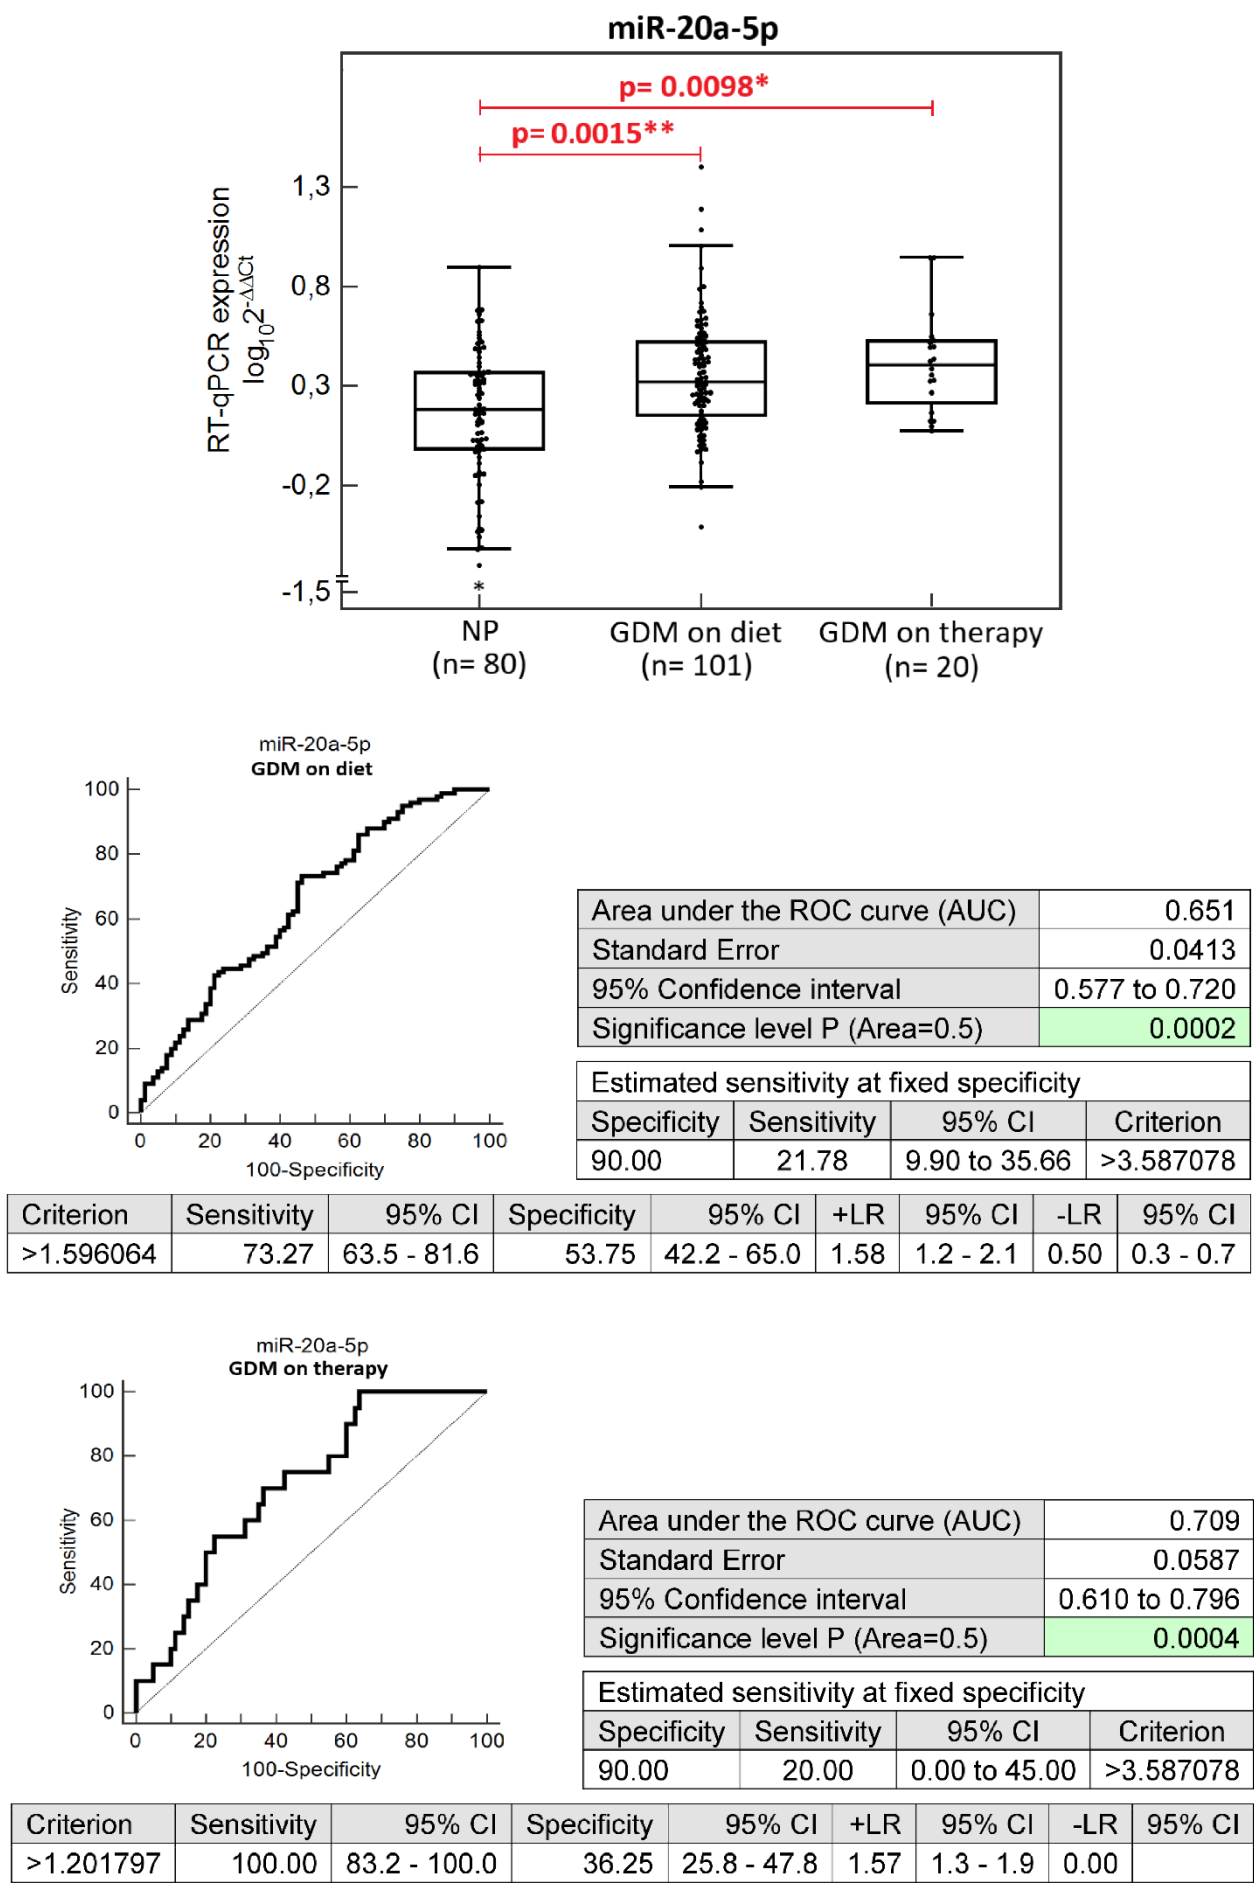 miR-20a-5p
p= 0.0098*
p= 0.0015**
RT-qPCR expression
log₁₀2⁻ΔΔCt
1,3
0,8
0,3
-0,2
-1,5
*
NP
(n= 80)
GDM on diet
(n= 101)
GDM on therapy
(n= 20)
miR-20a-5p
GDM on diet
Sensitivity
100
80
60
40
20
0
0 20 40 60 80 100
100-Specificity
Area under the ROC curve (AUC) 0.651
Standard Error 0.0413
95% Confidence interval 0.577 to 0.720
Significance level P (Area=0.5) 0.0002
Estimated sensitivity at fixed specificity
Specificity Sensitivity 95% CI Criterion
90.00 21.78 9.90 to 35.66 >3.587078
Criterion Sensitivity 95% CI Specificity 95% CI +LR 95% CI -LR 95% CI
>1.596064 73.27 63.5 - 81.6 53.75 42.2 - 65.0 1.58 1.2 - 2.1 0.50 0.3 - 0.7
miR-20a-5p
GDM on therapy
Sensitivity
100
80
60
40
20
0
0 20 40 60 80 100
100-Specificity
Area under the ROC curve (AUC) 0.709
Standard Error 0.0587
95% Confidence interval 0.610 to 0.796
Significance level P (Area=0.5) 0.0004
Estimated sensitivity at fixed specificity
Specificity Sensitivity 95% CI Criterion
90.00 20.00 0.00 to 45.00 >3.587078
Criterion Sensitivity 95% CI Specificity 95% CI +LR 95% CI -LR 95% CI
>1.201797 100.00 83.2 - 100.0 36.25 25.8 - 47.8 1.57 1.3 - 1.9 0.00